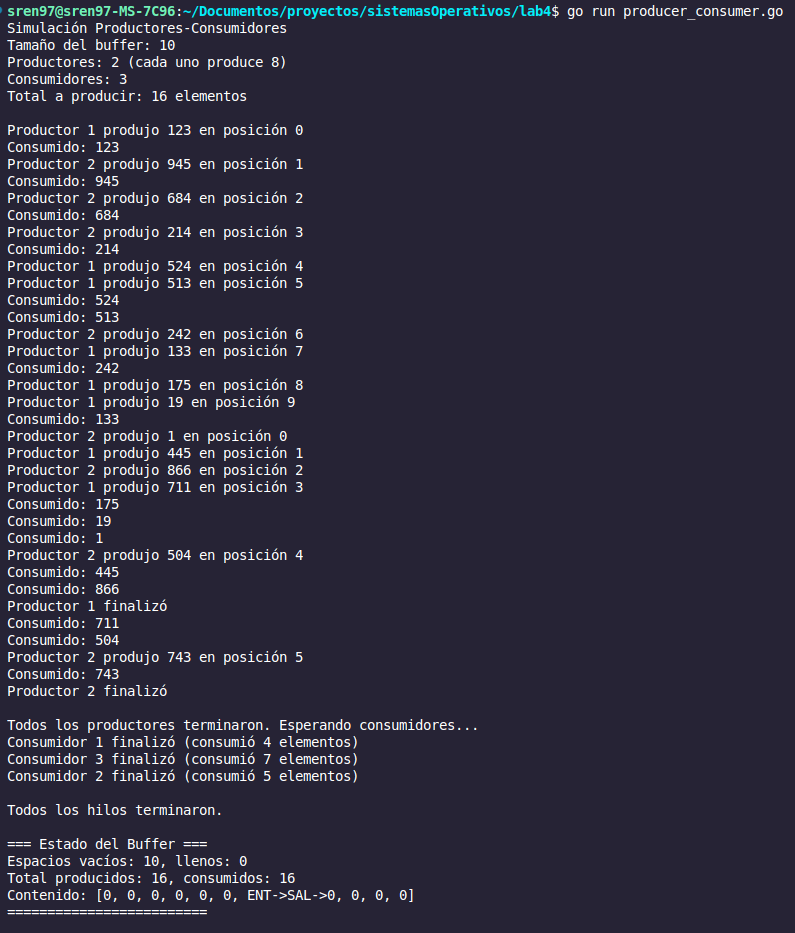 sren97@sren97-MS-7C96:~/Documentos/proyectos/sistemasOperativos/lab4$ go run producer_consumer.go
Simulación Productores-Consumidores
Tamaño del buffer: 10
Productores: 2 (cada uno produce 8)
Consumidores: 3
Total a producir: 16 elementos

Productor 1 produjo 123 en posición 0
Consumido: 123
Productor 2 produjo 945 en posición 1
Consumido: 945
Productor 2 produjo 684 en posición 2
Consumido: 684
Productor 2 produjo 214 en posición 3
Consumido: 214
Productor 1 produjo 524 en posición 4
Productor 1 produjo 513 en posición 5
Consumido: 524
Consumido: 513
Productor 2 produjo 242 en posición 6
Productor 1 produjo 133 en posición 7
Consumido: 242
Productor 1 produjo 175 en posición 8
Productor 1 produjo 19 en posición 9
Consumido: 133
Productor 2 produjo 1 en posición 0
Productor 1 produjo 445 en posición 1
Productor 2 produjo 866 en posición 2
Productor 1 produjo 711 en posición 3
Consumido: 175
Consumido: 19
Consumido: 1
Productor 2 produjo 504 en posición 4
Consumido: 445
Consumido: 866
Productor 1 finalizó
Consumido: 711
Consumido: 504
Productor 2 produjo 743 en posición 5
Consumido: 743
Productor 2 finalizó

Todos los productores terminaron. Esperando consumidores...
Consumidor 1 finalizó (consumió 4 elementos)
Consumidor 3 finalizó (consumió 7 elementos)
Consumidor 2 finalizó (consumió 5 elementos)

Todos los hilos terminaron.

=== Estado del Buffer ===
Espacios vacíos: 10, llenos: 0
Total producidos: 16, consumidos: 16
Contenido: [0, 0, 0, 0, 0, 0, ENT->SAL->0, 0, 0, 0]
=========================